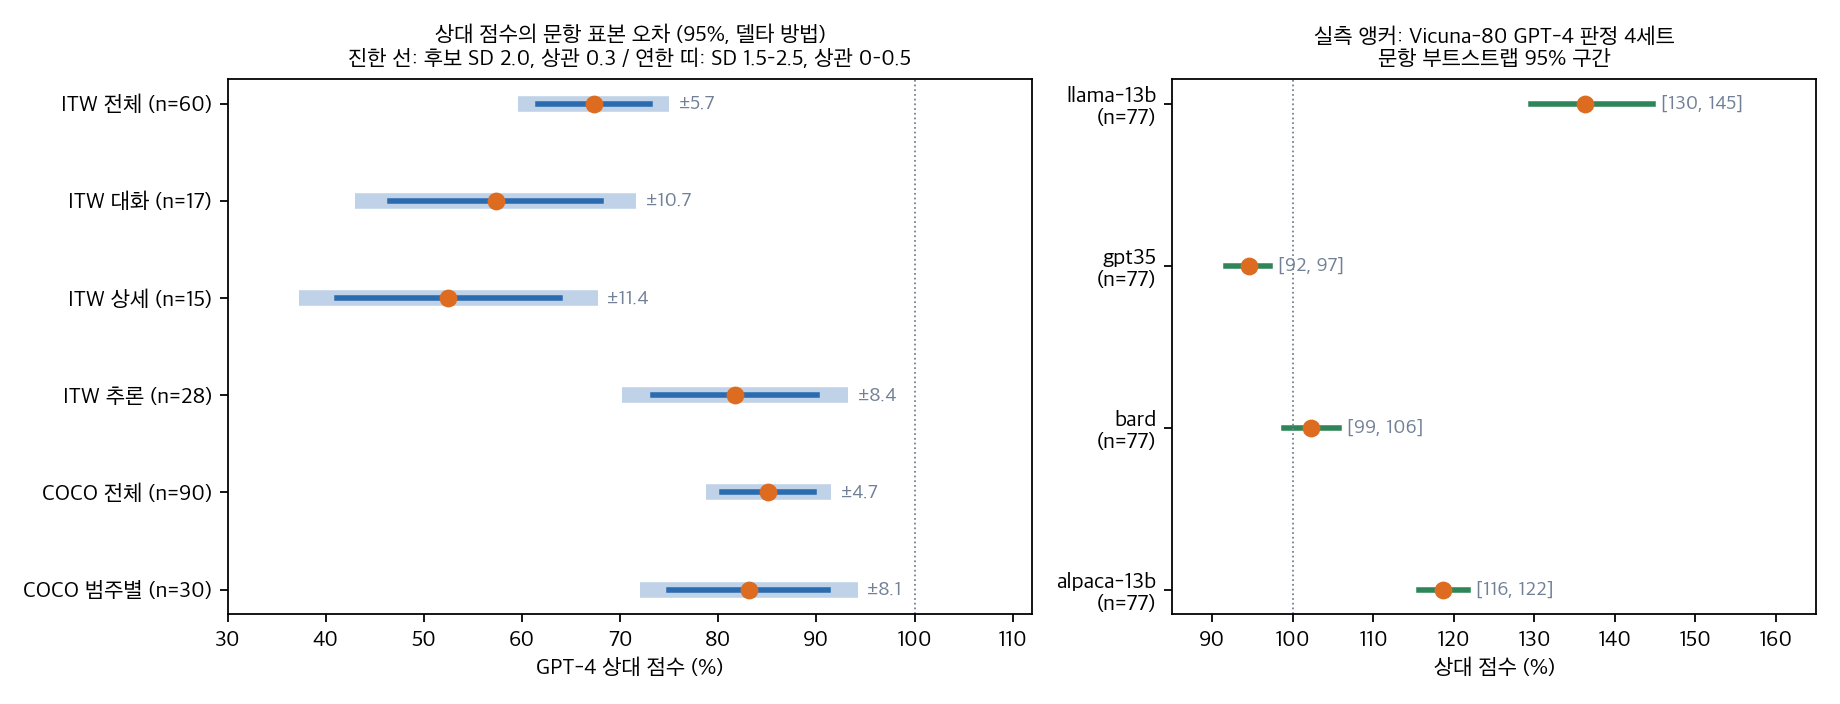 상대 점수의 문항 표본 오차 (95%, 델타 방법)
진한 선: 후보 SD 2.0, 상관 0.3 / 연한 띠: SD 1.5-2.5, 상관 0-0.5
ITW 전체 (n=60)
±5.7
ITW 대화 (n=17)
±10.7
ITW 상세 (n=15)
±11.4
ITW 추론 (n=28)
±8.4
COCO 전체 (n=90)
±4.7
COCO 범주별 (n=30)
±8.1
30 40 50 60 70 80 90 100 110
GPT-4 상대 점수 (%)
실측 앵커: Vicuna-80 GPT-4 판정 4세트
문항 부트스트랩 95% 구간
llama-13b
(n=77)
[130, 145]
gpt35
(n=77)
[92, 97]
bard
(n=77)
[99, 106]
alpaca-13b
(n=77)
[116, 122]
90 100 110 120 130 140 150 160
상대 점수 (%)